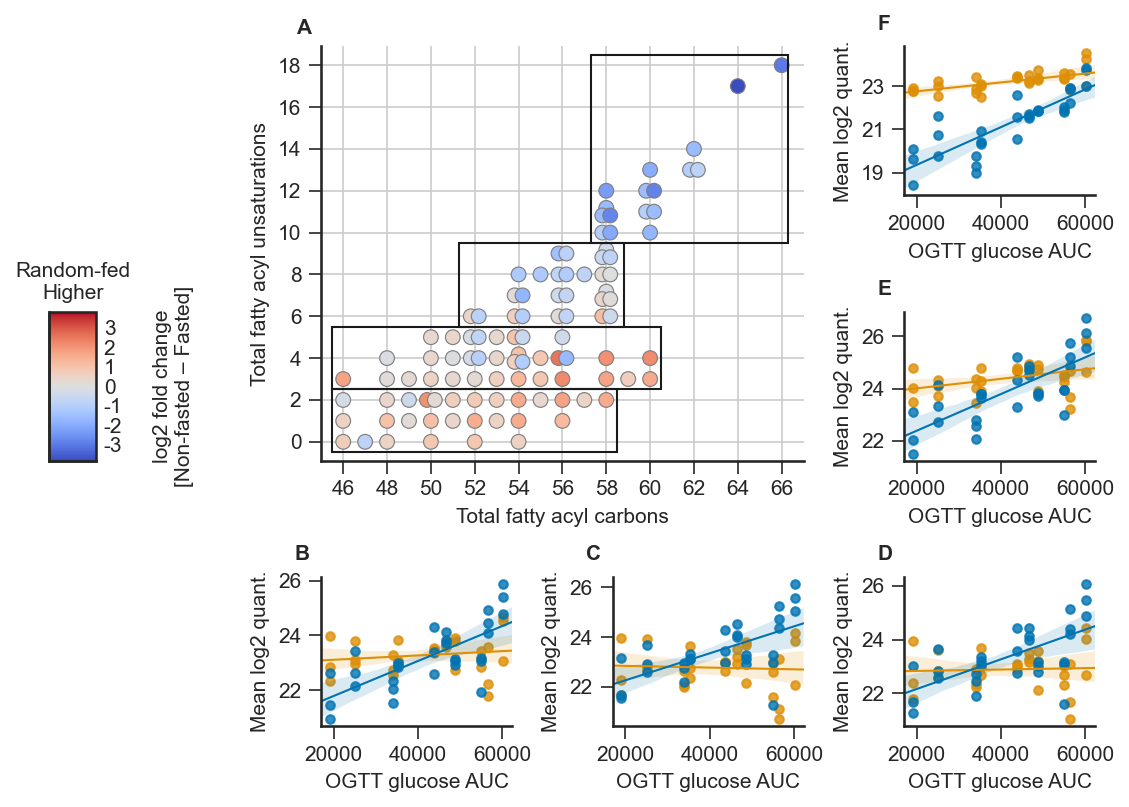 A
18
16
14
12
10
8
6
4
2
0
Total fatty acyl unsaturations
46 48 50 52 54 56 58 60 62 64 66
Total fatty acyl carbons
Random-fed
Higher
3
2
1
0
-1
-2
-3
log2 fold change
[Non-fasted – Fasted]
F
Mean log2 quant.
23
21
19
20000 40000 60000
OGTT glucose AUC
E
Mean log2 quant.
26
24
22
20000 40000 60000
OGTT glucose AUC
B
Mean log2 quant.
26
24
22
20000 40000 60000
OGTT glucose AUC
C
Mean log2 quant.
26
24
22
20000 40000 60000
OGTT glucose AUC
D
Mean log2 quant.
26
24
22
20000 40000 60000
OGTT glucose AUC